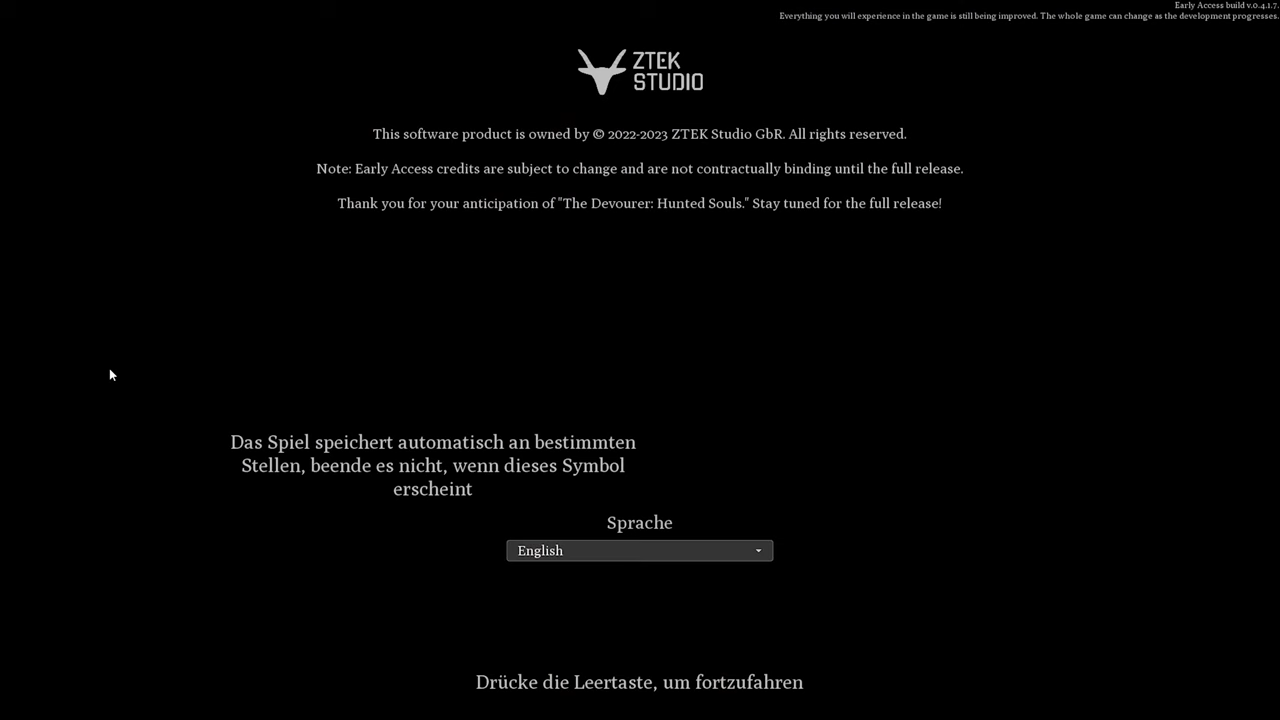 Early Access build v.0.4.1.7.
Everything you will experience in the game is still being improved. The whole game can change as the development progresses.
ZTEK
STUDIO
This software product is owned by © 2022-2023 ZTEK Studio GbR. All rights reserved.
Note: Early Access credits are subject to change and are not contractually binding until the full release.
Thank you for your anticipation of "The Devourer: Hunted Souls." Stay tuned for the full release!
Das Spiel speichert automatisch an bestimmten
Stellen, beende es nicht, wenn dieses Symbol
erscheint
Sprache
English
Drücke die Leertaste, um fortzufahren